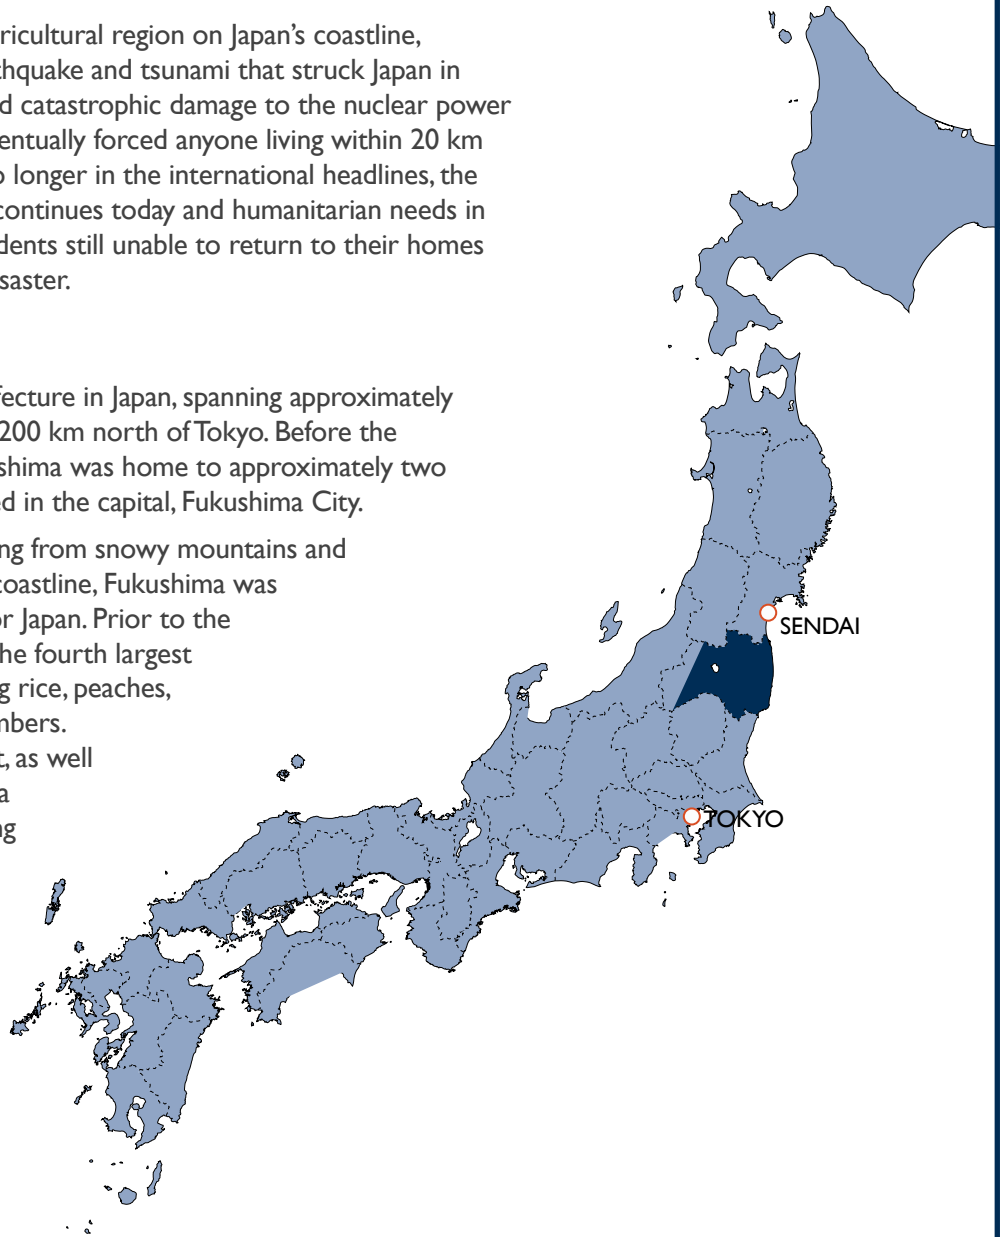 ricultural region on Japan's coastline,
thquake and tsunami that struck Japan in
d catastrophic damage to the nuclear power
entually forced anyone living within 20 km
o longer in the international headlines, the
continues today and humanitarian needs in
dents still unable to return to their homes
saster.
fecture in Japan, spanning approximately
200 km north of Tokyo. Before the
shima was home to approximately two
ed in the capital, Fukushima City.
ng from snowy mountains and
coastline, Fukushima was
or Japan. Prior to the
he fourth largest
g rice, peaches,
mbers.
t, as well
a
ng
SENDAI
TOKYO